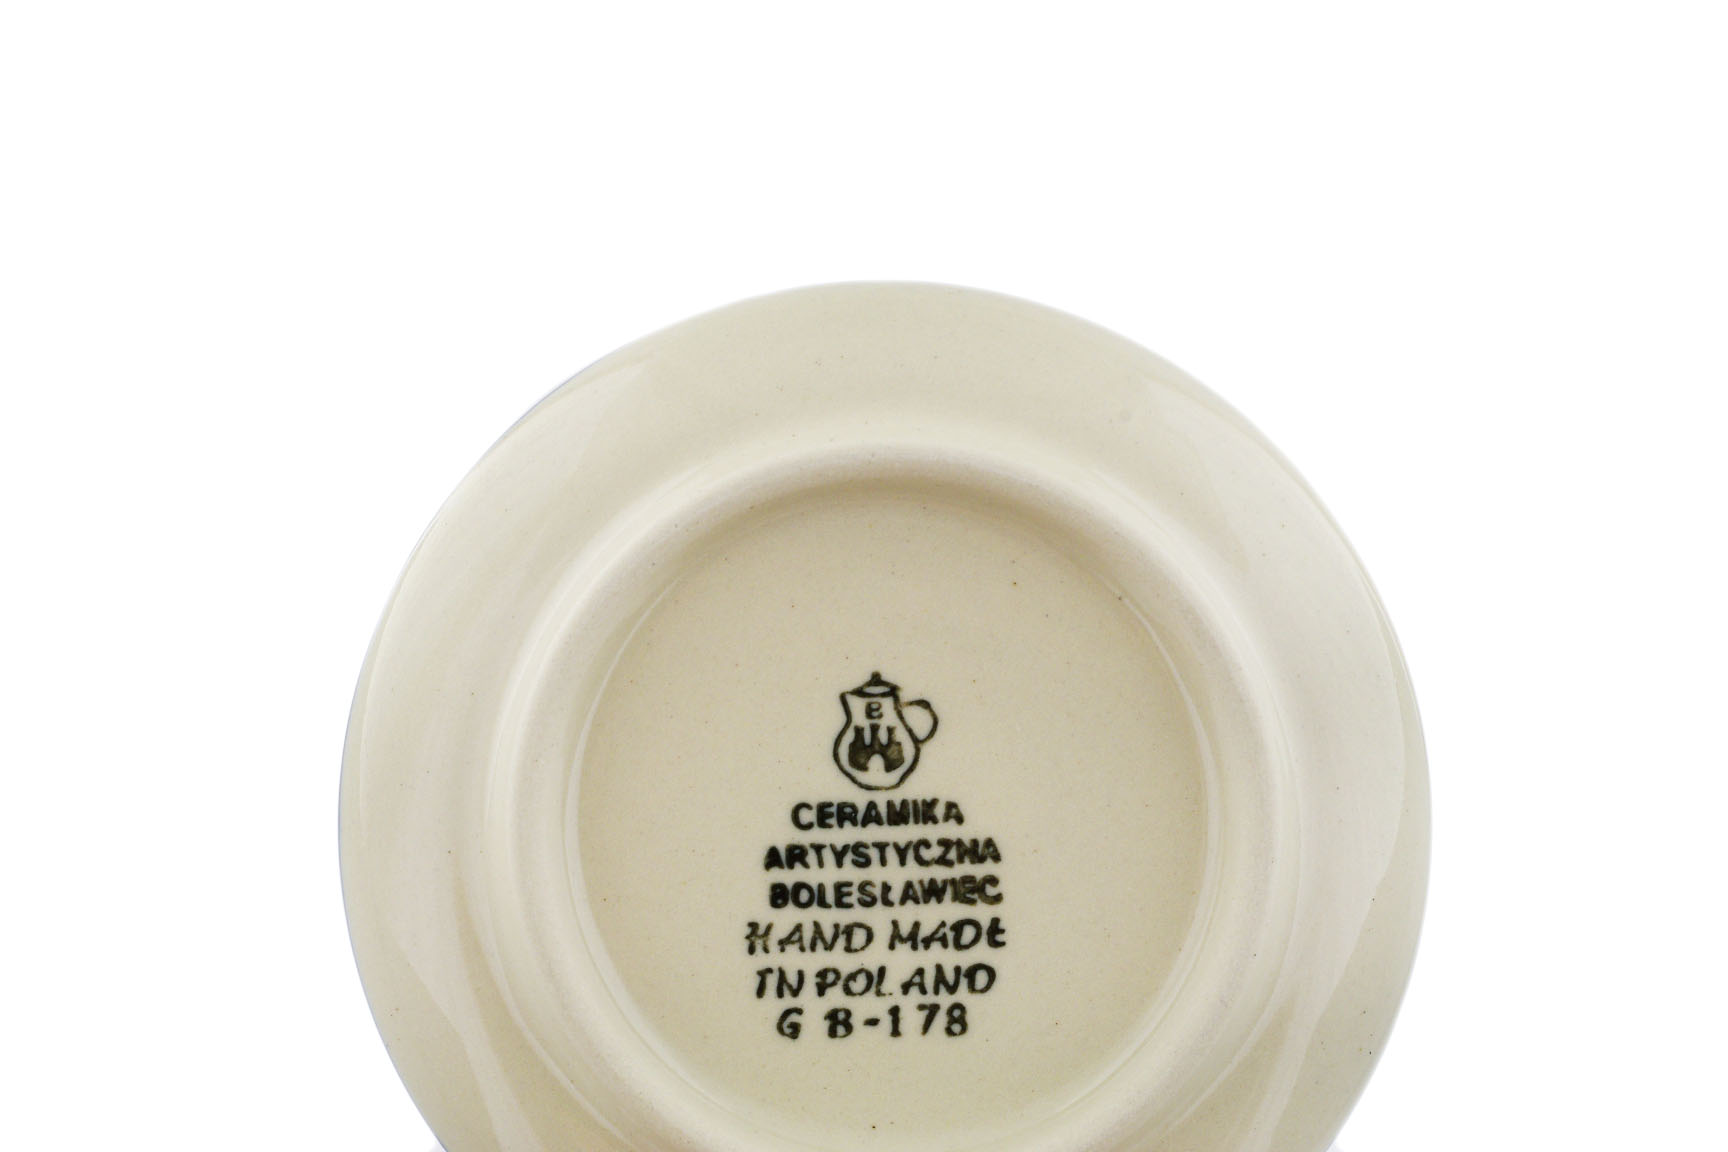 B
CERAMIKA
ARTYSTYCZNA
BOLESŁAWIEC
HAND MADE
IN POLAND
G B-178